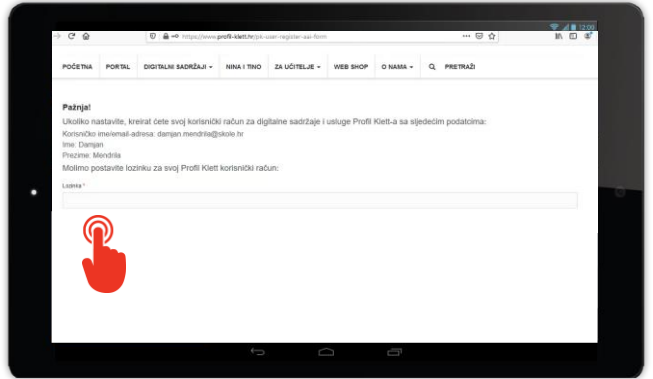 12:00
https://www.profil-klett.hr/pk-user-register-aai-form
POČETNA PORTAL DIGITALNI SADRŽAJI NINA I TINO ZA UČITELJE WEB SHOP O NAMA PRETRAŽI
Pažnja!
Ukoliko nastavite, kreirat ćete svoj korisnički račun za digitalne sadržaje i usluge Profil Klett-a sa sljedećim podatcima:
Korisničko ime/email-adresa: damjan.mendrila@skole.hr
Ime: Damjan
Prezime: Mendrila
Molimo postavite lozinku za svoj Profil Klett korisnički račun:
Lozinka *